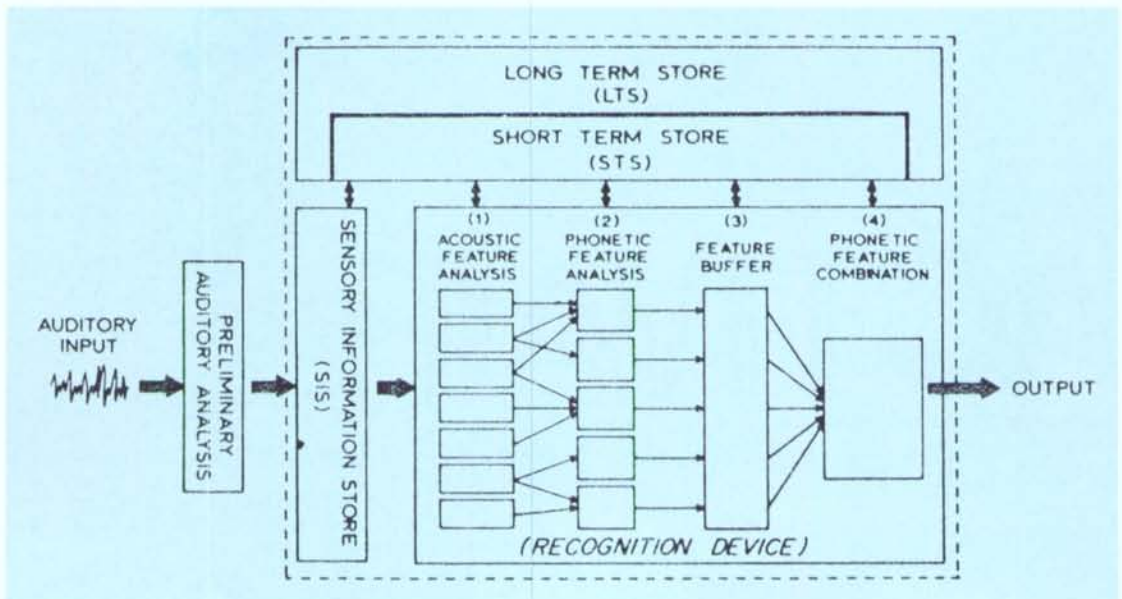 LONG TERM STORE
(LTS)
SHORT TERM STORE
(STS)
AUDITORY
INPUT
PRELIMINARY
AUDITORY ANALYSIS
SENSORY INFORMATION STORE
(SIS)
(1)
ACOUSTIC
FEATURE
ANALYSIS
(2)
PHONETIC
FEATURE
ANALYSIS
(3)
FEATURE
BUFFER
(4)
PHONETIC
FEATURE
COMBINATION
(RECOGNITION DEVICE)
OUTPUT